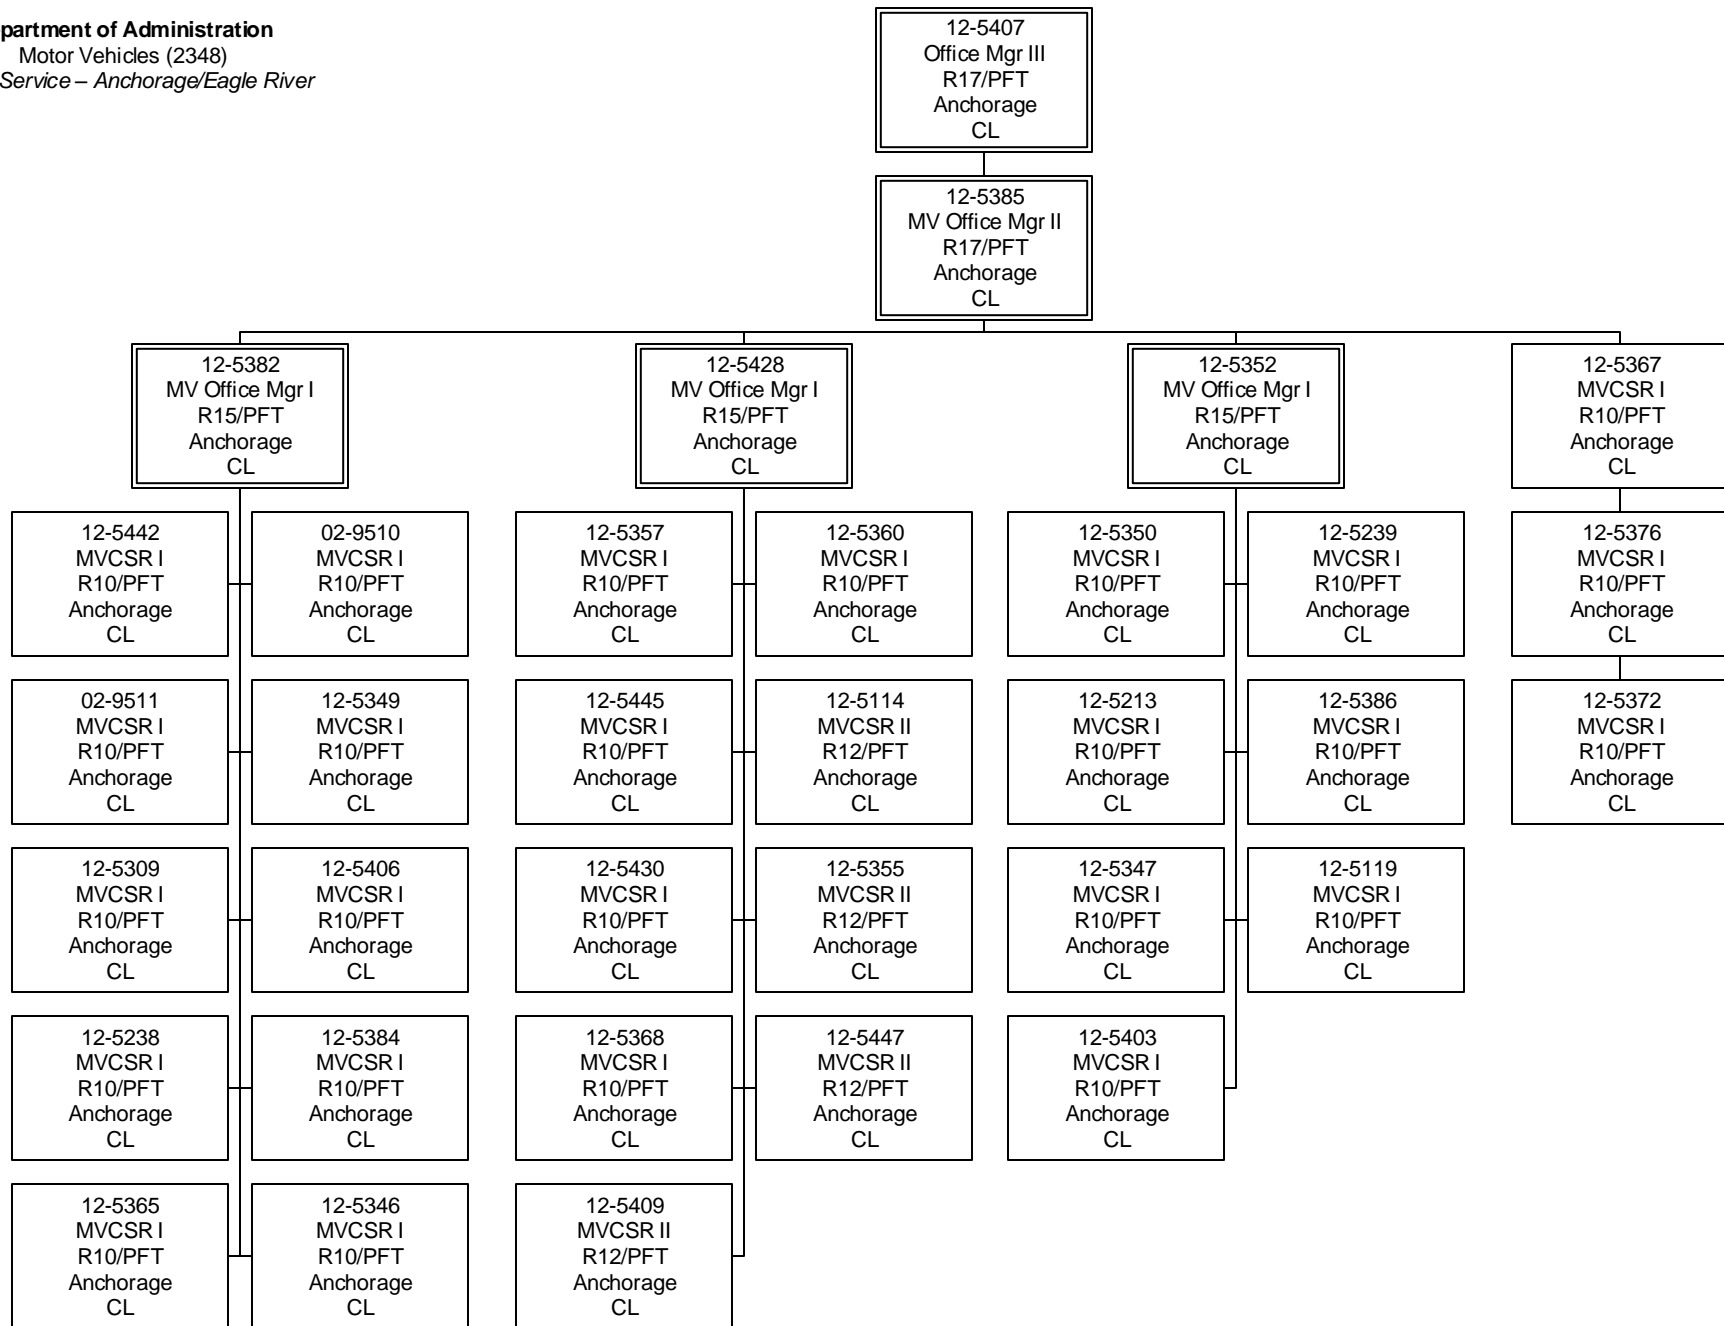 partment of Administration
Motor Vehicles (2348)
Service – Anchorage/Eagle River
12-5407
Office Mgr III
R17/PFT
Anchorage
CL
12-5385
MV Office Mgr II
R17/PFT
Anchorage
CL
12-5382
MV Office Mgr I
R15/PFT
Anchorage
CL
12-5428
MV Office Mgr I
R15/PFT
Anchorage
CL
12-5352
MV Office Mgr I
R15/PFT
Anchorage
CL
12-5367
MVCSR I
R10/PFT
Anchorage
CL
12-5442
MVCSR I
R10/PFT
Anchorage
CL
02-9510
MVCSR I
R10/PFT
Anchorage
CL
12-5357
MVCSR I
R10/PFT
Anchorage
CL
12-5360
MVCSR I
R10/PFT
Anchorage
CL
12-5350
MVCSR I
R10/PFT
Anchorage
CL
12-5239
MVCSR I
R10/PFT
Anchorage
CL
12-5376
MVCSR I
R10/PFT
Anchorage
CL
02-9511
MVCSR I
R10/PFT
Anchorage
CL
12-5349
MVCSR I
R10/PFT
Anchorage
CL
12-5445
MVCSR I
R10/PFT
Anchorage
CL
12-5114
MVCSR II
R12/PFT
Anchorage
CL
12-5213
MVCSR I
R10/PFT
Anchorage
CL
12-5386
MVCSR I
R10/PFT
Anchorage
CL
12-5372
MVCSR I
R10/PFT
Anchorage
CL
12-5309
MVCSR I
R10/PFT
Anchorage
CL
12-5406
MVCSR I
R10/PFT
Anchorage
CL
12-5430
MVCSR I
R10/PFT
Anchorage
CL
12-5355
MVCSR II
R12/PFT
Anchorage
CL
12-5347
MVCSR I
R10/PFT
Anchorage
CL
12-5119
MVCSR I
R10/PFT
Anchorage
CL
12-5238
MVCSR I
R10/PFT
Anchorage
CL
12-5384
MVCSR I
R10/PFT
Anchorage
CL
12-5368
MVCSR I
R10/PFT
Anchorage
CL
12-5447
MVCSR II
R12/PFT
Anchorage
CL
12-5403
MVCSR I
R10/PFT
Anchorage
CL
12-5365
MVCSR I
R10/PFT
Anchorage
CL
12-5346
MVCSR I
R10/PFT
Anchorage
CL
12-5409
MVCSR II
R12/PFT
Anchorage
CL